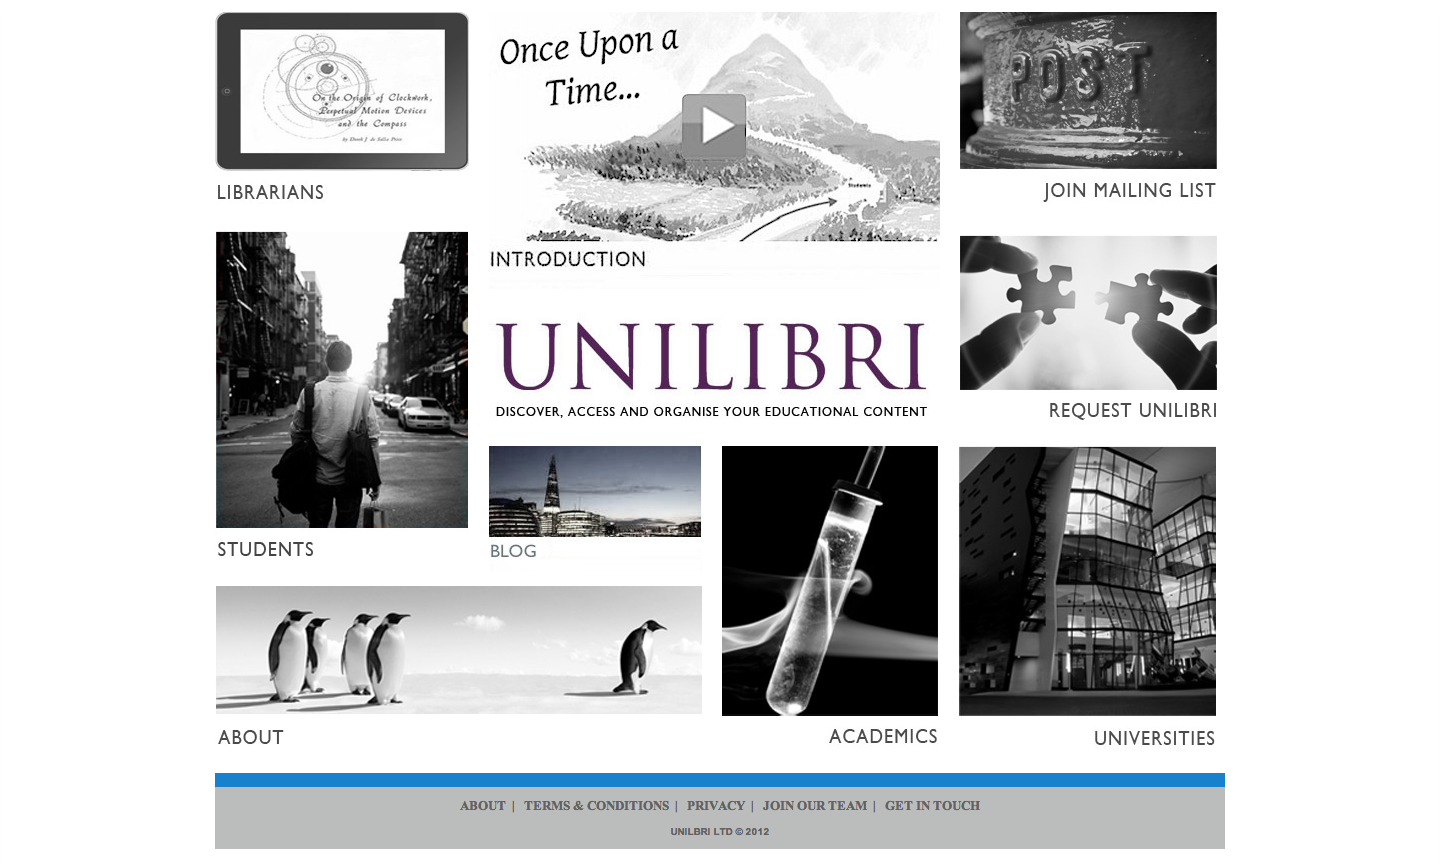 On the Origin of Clockwork,
Perpetual Motion Devices
and the Compass
by Derek J. de Solla Price
LIBRARIANS
Once Upon a
Time...
Students
INTRODUCTION
POST
JOIN MAILING LIST
STUDENTS
UNILIBRI
DISCOVER, ACCESS AND ORGANISE YOUR EDUCATIONAL CONTENT
REQUEST UNILIBRI
BLOG
ABOUT
ACADEMICS
UNIVERSITIES
ABOUT | TERMS & CONDITIONS | PRIVACY | JOIN OUR TEAM | GET IN TOUCH
UNILBRI LTD © 2012